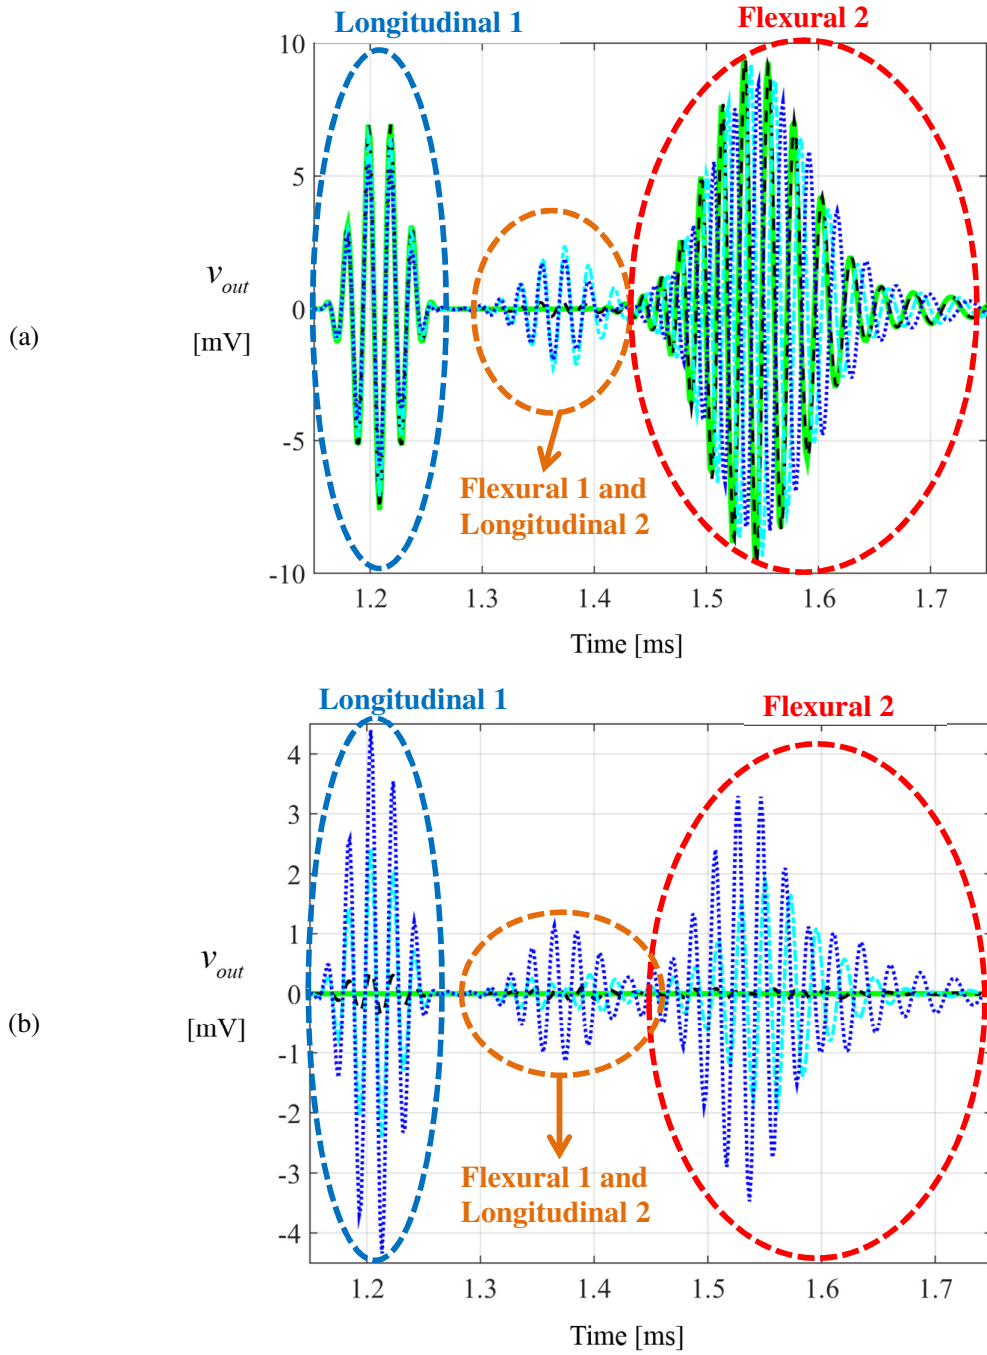 Longitudinal 1
Flexural 2
10
5
0
-5
-10
v_out
[mV]
(a)
Flexural 1 and
Longitudinal 2
1.2 1.3 1.4 1.5 1.6 1.7
Time [ms]
Longitudinal 1
Flexural 2
4
3
2
1
0
-1
-2
-3
-4
v_out
[mV]
(b)
Flexural 1 and
Longitudinal 2
1.2 1.3 1.4 1.5 1.6 1.7
Time [ms]